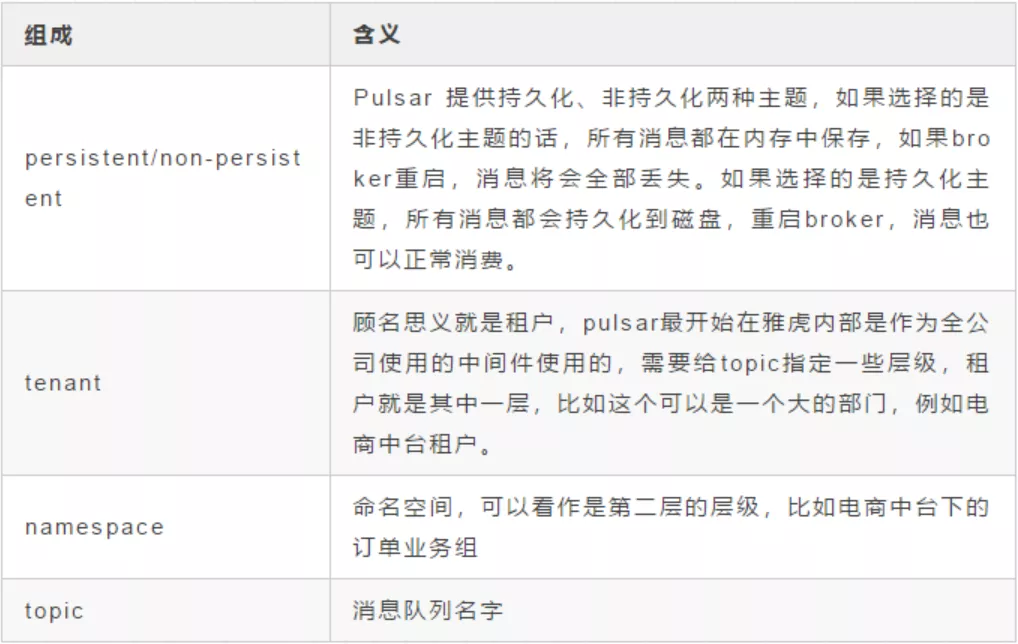 组成
含义
persistent/non-persist
ent
Pulsar 提供持久化、非持久化两种主题，如果选择的是
非持久化主题的话，所有消息都在内存中保存，如果bro
ker重启，消息将会全部丢失。如果选择的是持久化主
题，所有消息都会持久化到磁盘，重启broker，消息也
可以正常消费。
tenant
顾名思义就是租户，pulsar最开始在雅虎内部是作为全公
司使用的中间件使用的，需要给topic指定一些层级，租
户就是其中一层，比如这个可以是一个大的部门，例如电
商中台租户。
namespace
命名空间，可以看作是第二层的层级，比如电商中台下的
订单业务组
topic
消息队列名字